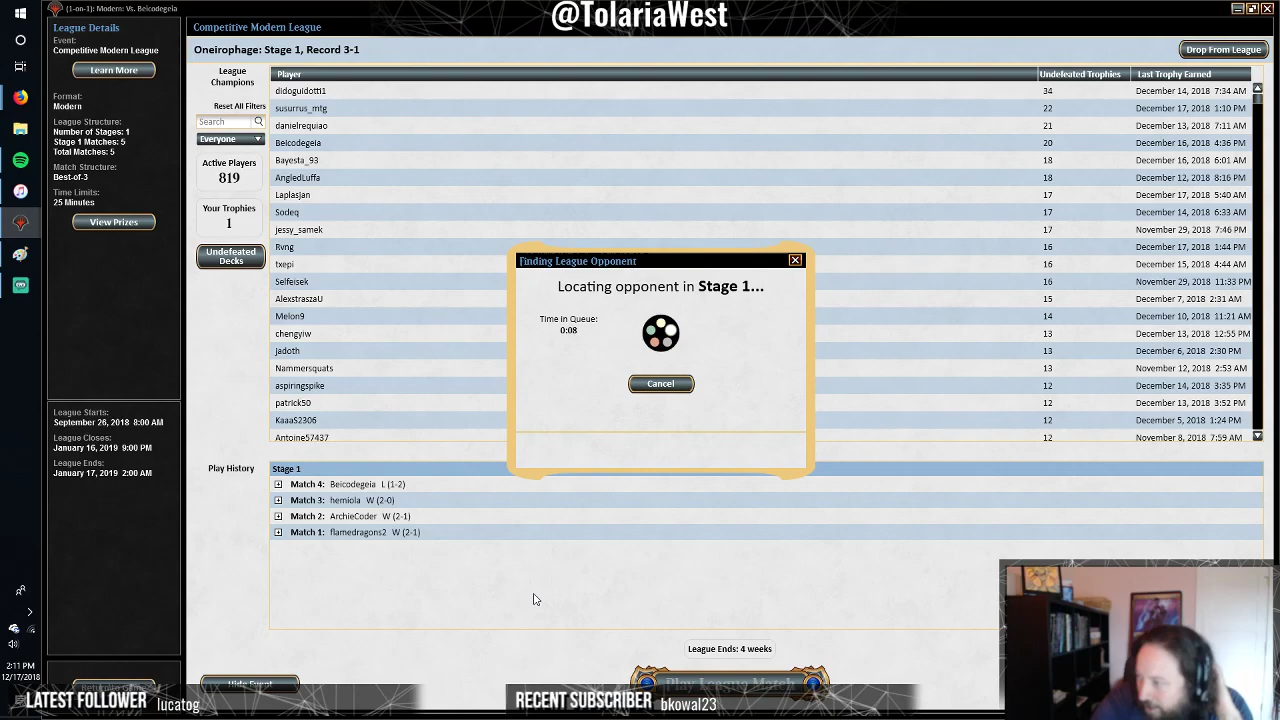 (1-on-1): Modern: Vs. Beicodegeia
@TolariaWest
League Details
Event:
Competitive Modern League
Learn More
Format:
Modern
League Structure:
Number of Stages: 1
Stage 1 Matches: 5
Total Matches: 5
Match Structure:
Best-of-3
Time Limits:
25 Minutes
View Prizes
League Starts:
September 26, 2018 8:00 AM
League Closes:
January 16, 2019 9:00 PM
League Ends:
January 17, 2019 2:00 AM
Competitive Modern League
Oneirophage: Stage 1, Record 3-1
Drop From League
League
Champions
Reset All Filters
Search
Everyone
Active Players
819
Your Trophies
1
Undefeated
Decks
Player Undefeated Trophies Last Trophy Earned
didoguidotti1 34 December 14, 2018 7:34 AM
susurrus_mtg 22 December 17, 2018 1:10 PM
danielrequiao 21 December 13, 2018 7:11 AM
Beicodegeia 20 December 16, 2018 4:36 PM
Bayesta_93 18 December 16, 2018 6:01 AM
AngledLuffa 18 December 12, 2018 8:16 PM
Laplasjan 17 December 17, 2018 5:40 AM
Sodeq 17 December 14, 2018 6:33 AM
jessy_samek 17 November 29, 2018 7:46 PM
Rvng 16 December 17, 2018 1:44 PM
txepi 16 December 15, 2018 4:44 AM
Selfeisek 16 November 29, 2018 11:33 PM
AlexstraszaU 15 December 7, 2018 2:31 AM
Melon9 14 December 10, 2018 11:21 AM
chengyiw 13 December 13, 2018 12:55 PM
Jadoth 13 December 6, 2018 2:30 PM
Nammersquats 13 November 12, 2018 2:53 AM
aspiringspike 12 December 14, 2018 3:35 PM
patrick50 12 December 13, 2018 3:52 PM
KaaaS2306 12 December 5, 2018 1:24 PM
Antoine57437 12 November 8, 2018 7:59 AM
Finding League Opponent
Locating opponent in Stage 1...
Time in Queue:
0:08
Cancel
Play History
Stage 1
Match 4: Beicodegeia L (1-2)
Match 3: hemiola W (2-0)
Match 2: ArchieCoder W (2-1)
Match 1: flamedragons2 W (2-1)
League Ends: 4 weeks
Play League Match
Hide Event
Return to Game
2:11 PM
12/17/2018
LATEST FOLLOWER lucatog
RECENT SUBSCRIBER bkowal23